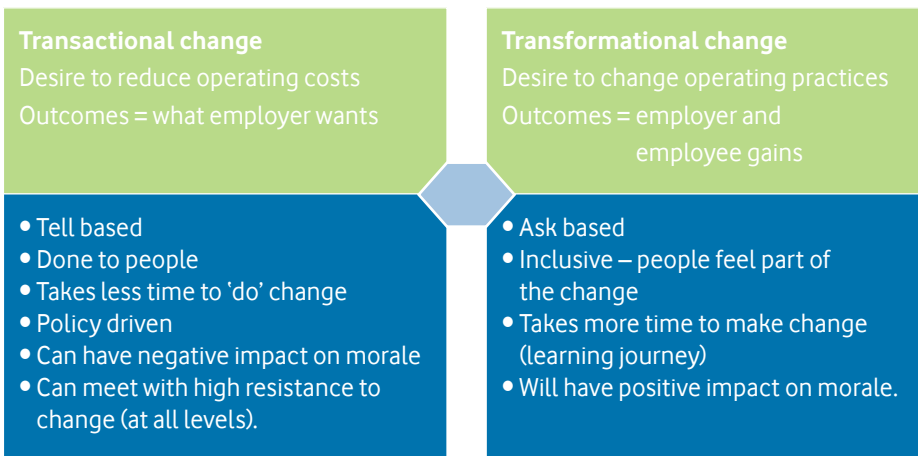 Transactional change
Desire to reduce operating costs
Outcomes = what employer wants
• Tell based
• Done to people
• Takes less time to ‘do’ change
• Policy driven
• Can have negative impact on morale
• Can meet with high resistance to
change (at all levels).
Transformational change
Desire to change operating practices
Outcomes = employer and
employee gains
• Ask based
• Inclusive – people feel part of
the change
• Takes more time to make change
(learning journey)
• Will have positive impact on morale.